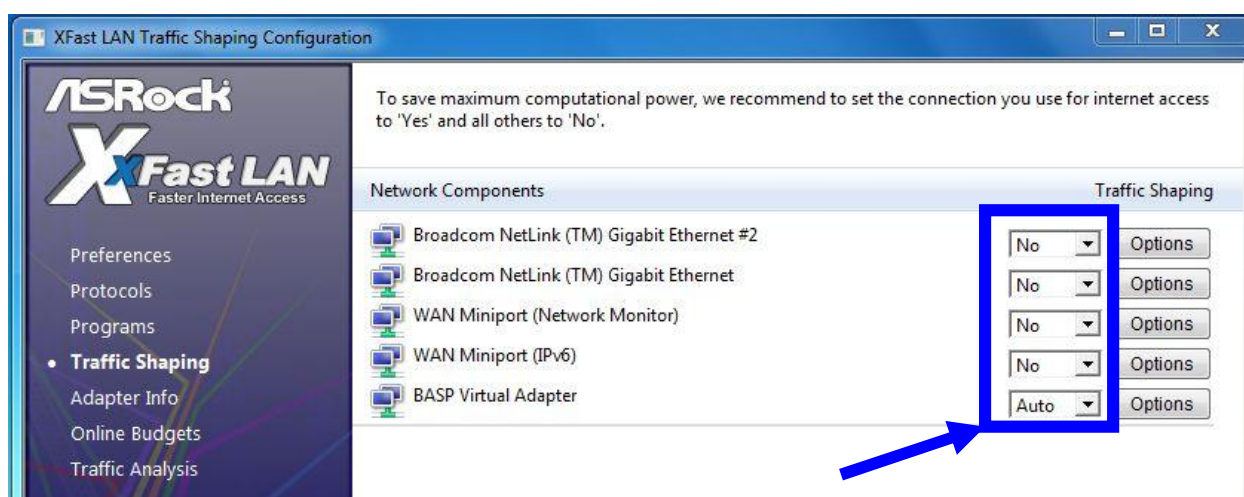 XFast LAN Traffic Shaping Configurati
ASRock
XFast LAN
Faster Internet Access
Preferences
Protocols
Programs
• Traffic Shaping
Adapter Info
Online Budgets
Traffic Analysis
To save maximum computational power, we recommend to set the connection you use for internet access
to 'Yes' and all others to 'No'.
Network Components Traffic Shaping
Broadcom NetLink (TM) Gigabit Ethernet #2 No Options
Broadcom NetLink (TM) Gigabit Ethernet No Options
WAN Miniport (Network Monitor) No Options
WAN Miniport (IPv6) No Options
BASP Virtual Adapter Auto Options